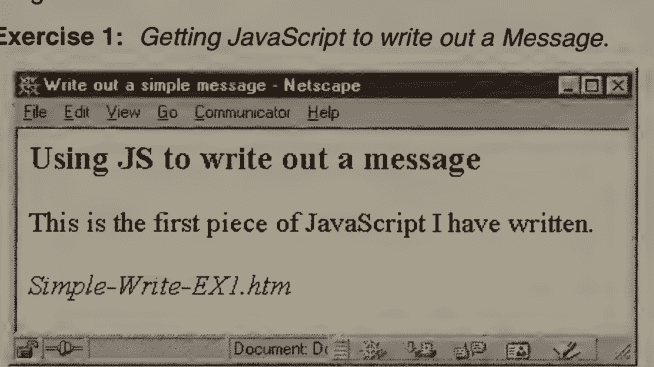 Exercise 1: Getting JavaScript to write out a Message.
Write out a simple message - Netscape
File Edit View Go Communicator Help
Using JS to write out a message
This is the first piece of JavaScript I have written.
Simple-Write-EX1.htm
Document: Do